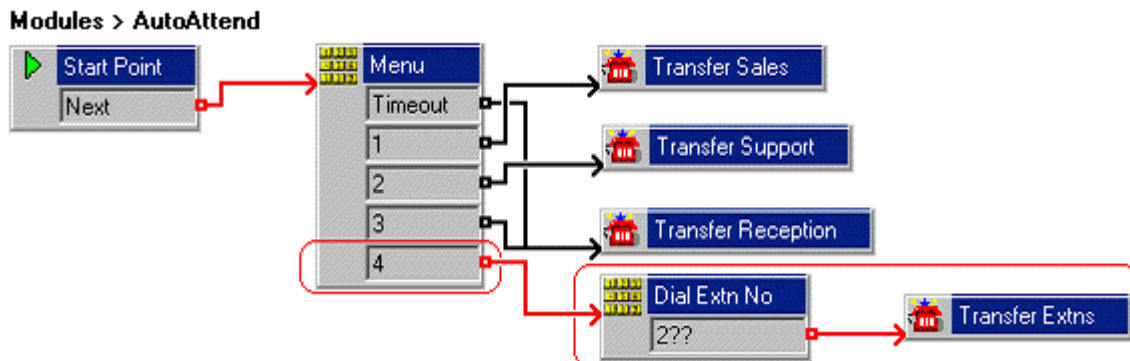 Modules > AutoAttend
Start Point
Next
Menu
Timeout
1
2
3
4
Transfer Sales
Transfer Support
Transfer Reception
Dial Extn No
2??
Transfer Extns